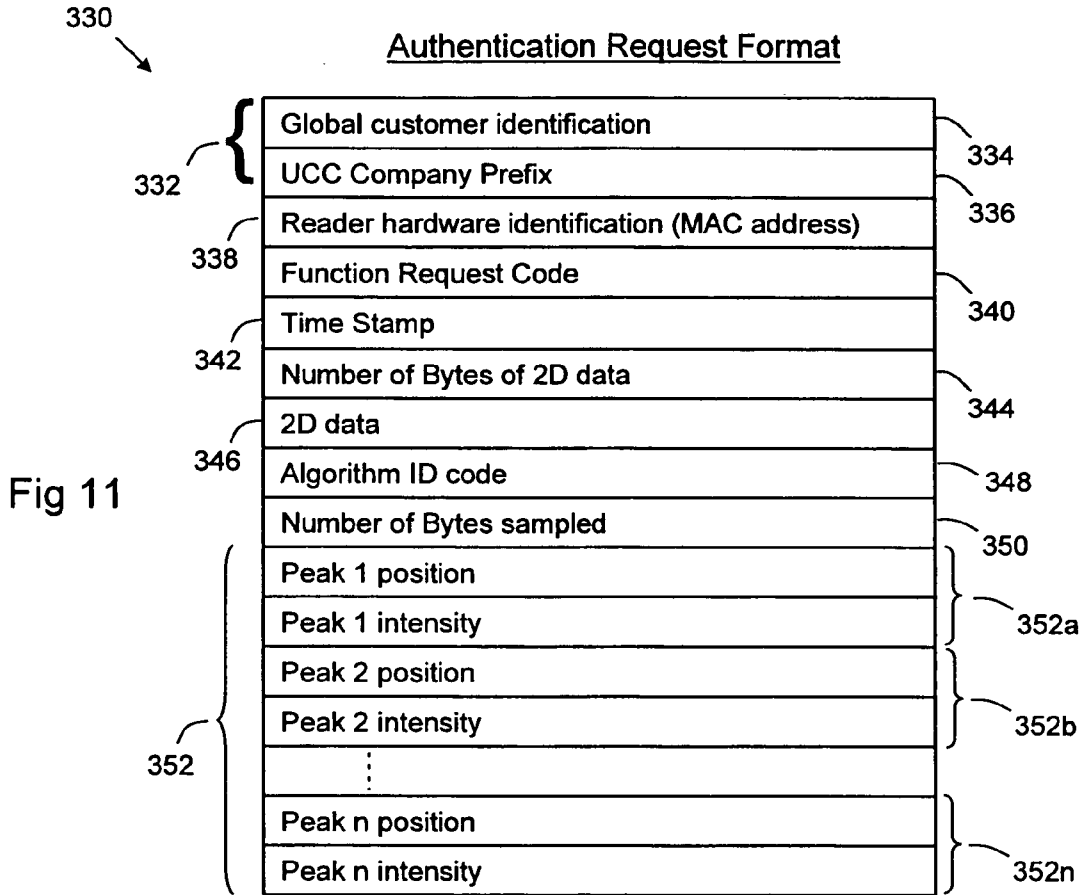 330
Authentication Request Format
Global customer identification
334
332
UCC Company Prefix
336
Reader hardware identification (MAC address)
338
Function Request Code
340
Time Stamp
342
Number of Bytes of 2D data
344
2D data
346
Algorithm ID code
348
Fig 11
Number of Bytes sampled
350
Peak 1 position
Peak 1 intensity
352a
Peak 2 position
Peak 2 intensity
352b
352
Peak n position
Peak n intensity
352n